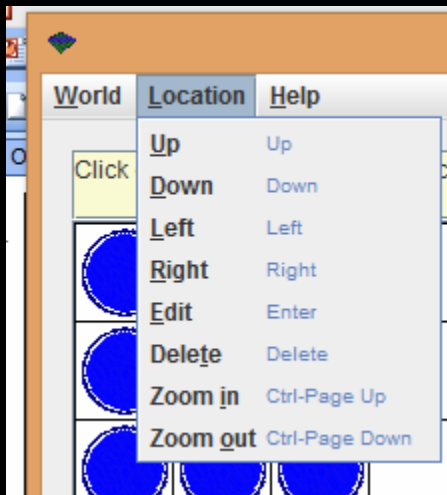 World Location Help
Click
Up Up
Down Down
Left Left
Right Right
Edit Enter
Delete Delete
Zoom in Ctrl-Page Up
Zoom out Ctrl-Page Down